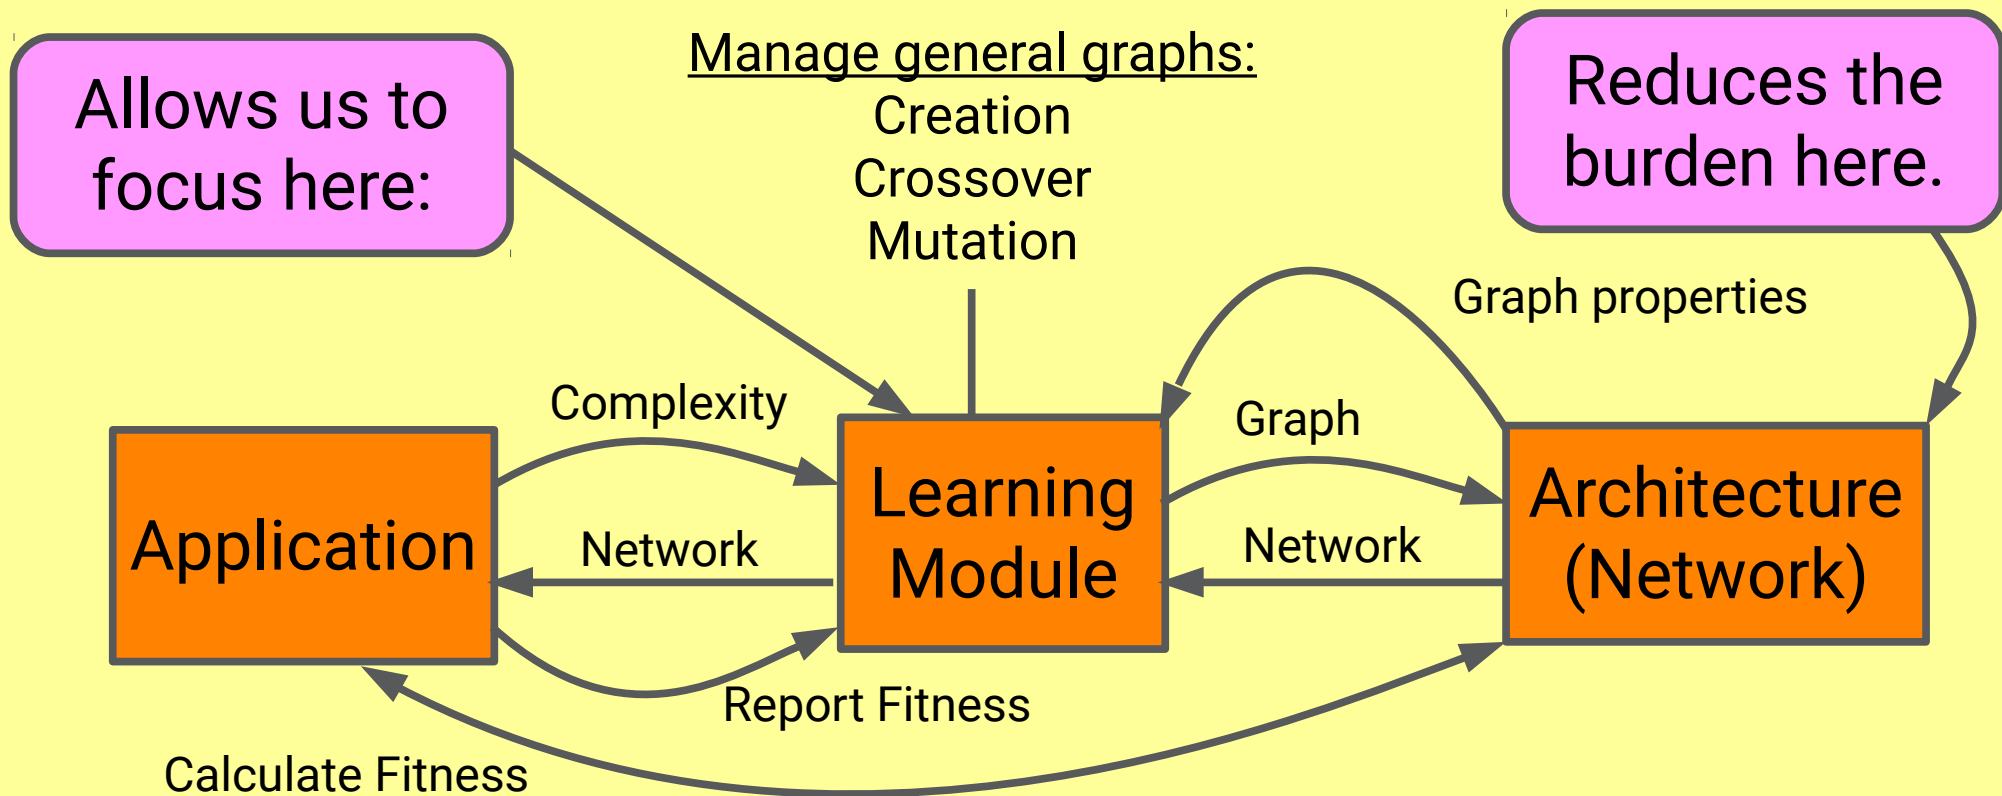 Allows us to
focus here:
Manage general graphs:
Creation
Crossover
Mutation
Reduces the
burden here.
Graph properties
Complexity
Graph
Application
Network
Learning
Module
Network
Architecture
(Network)
Report Fitness
Calculate Fitness